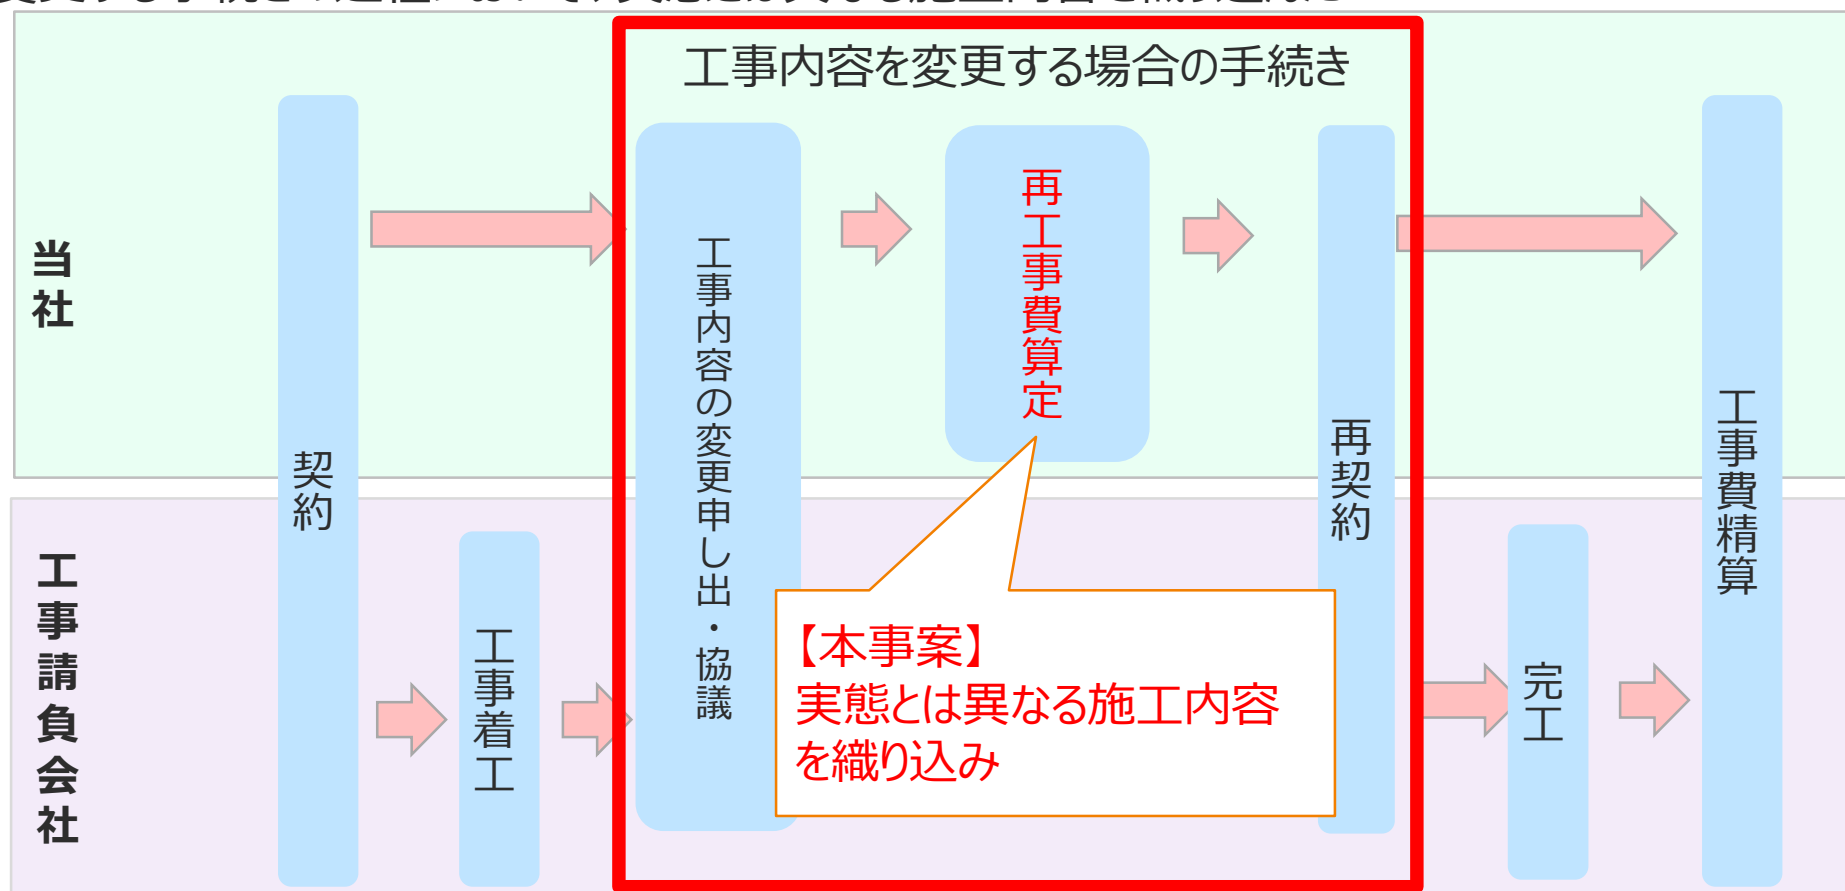 工事内容を変更する場合の手続き
当社
契約
工事内容の変更申し出・協議
再工事費算定
再契約
工事費精算
工事請負会社
工事着工
【本事案】
実態とは異なる施工内容
を織り込み
完工